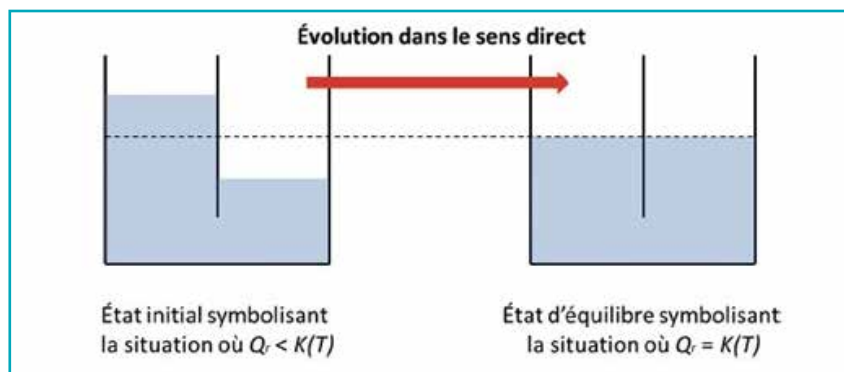 Évolution dans le sens direct
État initial symbolisant
la situation où Qr < K(T)
État d'équilibre symbolisant
la situation où Qr = K(T)